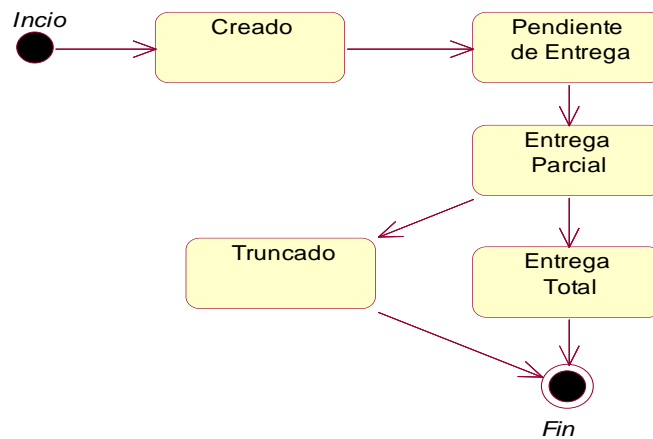 Incio
Creado
Pendiente
de Entrega
Entrega
Parcial
Truncado
Entrega
Total
Fin